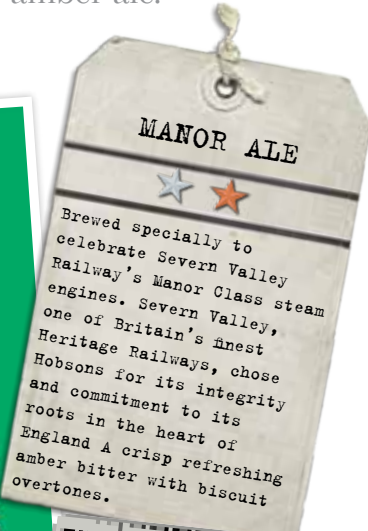 amber ale.
MANOR ALE
Brewed specially to
celebrate Severn Valley
Railway's Manor Class steam
engines. Severn Valley,
one of Britain's finest
Heritage Railways, chose
Hobsons for its integrity
and commitment to its
roots in the heart of
England A crisp refreshing
amber bitter with biscuit
overtones.